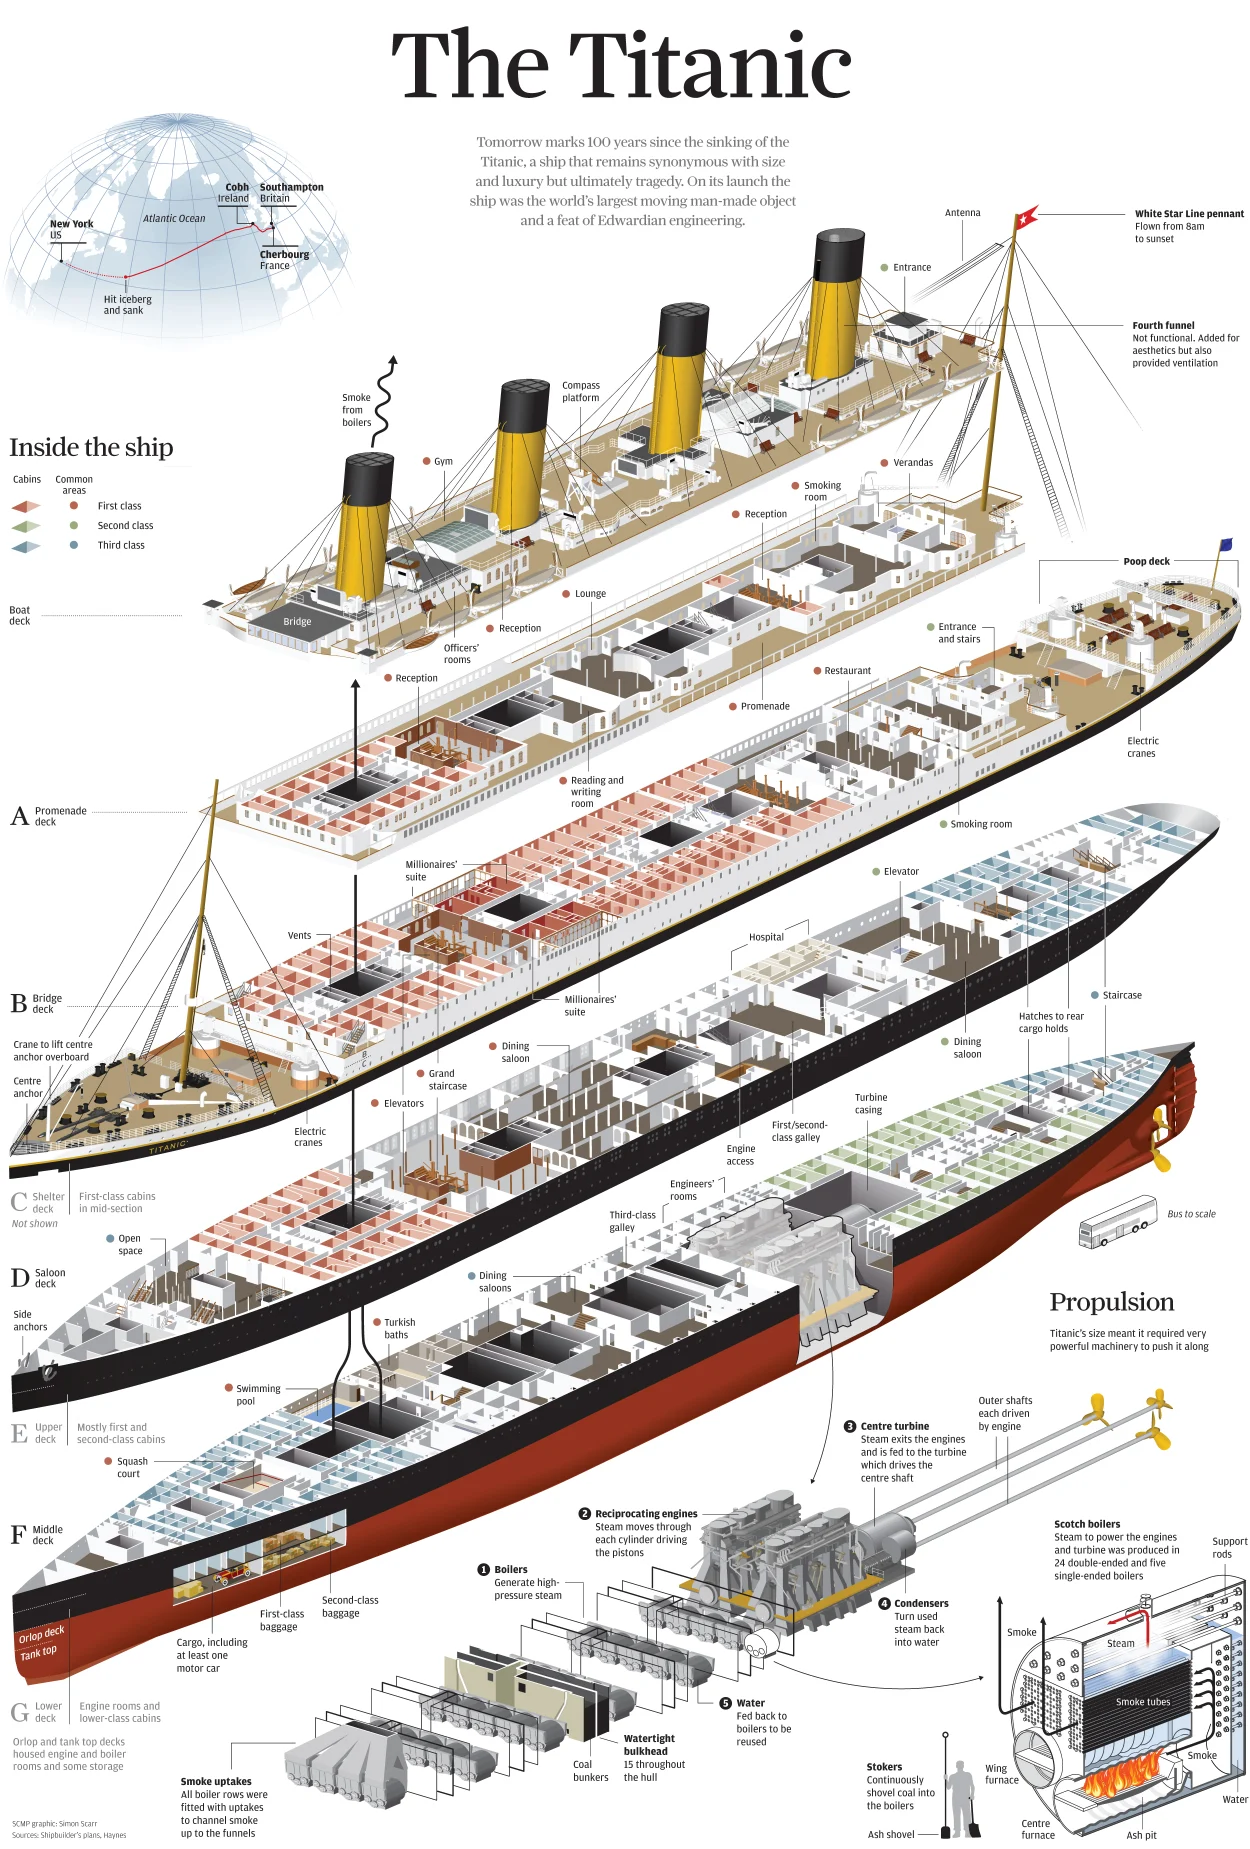 The Titanic
Tomorrow marks 100 years since the sinking of the
Titanic, a ship that remains synonymous with size
and luxury but ultimately tragedy. On its launch the
ship was the world's largest moving man-made object
and a feat of Edwardian engineering.
Cobh
Ireland
Southampton
Britain
Atlantic Ocean
New York
US
Cherbourg
France
Hit iceberg
and sank
Antenna
White Star Line pennant
Flown from 8am
to sunset
Entrance
Fourth funnel
Not functional. Added for
aesthetics but also
provided ventilation
Smoke
from
boilers
Compass
platform
Inside the ship
Cabins
Common
areas
First class
Second class
Third class
Gym
Verandas
Smoking
room
Reception
Poop deck
Boat
deck
Bridge
Lounge
Reception
Officers'
rooms
Entrance
and stairs
Reception
Restaurant
Promenade
Electric
cranes
Reading and
writing
room
A Promenade
deck
Smoking room
Millionaires'
suite
Elevator
Vents
Hospital
B Bridge
deck
Millionaires'
suite
Staircase
Hatches to rear
cargo holds
Crane to lift centre
anchor overboard
Centre
anchor
Dining
saloon
Dining
saloon
Grand
staircase
Elevators
Turbine
casing
Electric
cranes
TITANIC
First/second-
class galley
Engine
access
C Shelter
deck
First-class cabins
in mid-section
Not shown
Engineers'
rooms
Third-class
galley
Bus to scale
Open
space
D Saloon
deck
Dining
saloons
Side
anchors
Turkish
baths
Propulsion
Titanic's size meant it required very
powerful machinery to push it along
Swimming
pool
E Upper
deck
Mostly first and
second-class cabins
Outer shafts
each driven
by engine
3 Centre turbine
Steam exits the engines
and is fed to the turbine
which drives the
centre shaft
Squash
court
F Middle
deck
2 Reciprocating engines
Steam moves through
each cylinder driving
the pistons
Scotch boilers
Steam to power the engines
and turbine was produced in
24 double-ended and five
single-ended boilers
Support
rods
1 Boilers
Generate high-
pressure steam
Second-class
baggage
First-class
baggage
Cargo, including
at least one
motor car
4 Condensers
Turn used
steam back
into water
Orlop deck
Tank top
Smoke
Steam
Smoke tubes
G Lower
deck
Engine rooms and
lower-class cabins
Orlop and tank top decks
housed engine and boiler
rooms and some storage
5 Water
Fed back to
boilers to be
reused
Watertight
bulkhead
15 throughout
the hull
Coal
bunkers
Smoke
Smoke uptakes
All boiler rows were
fitted with uptakes
to channel smoke
up to the funnels
Stokers
Continuously
shovel coal into
the boilers
Wing
furnace
Water
Ash shovel
Centre
furnace
Ash pit
SCMP graphic: Simon Scarr
Sources: Shipbuilder's plans, Haynes